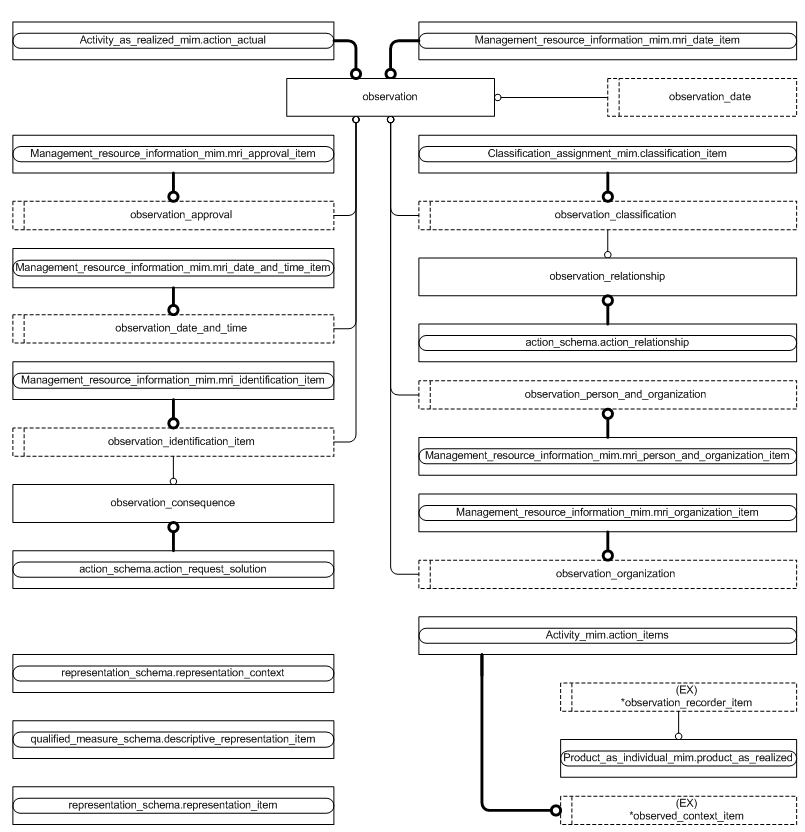 Activity_as_realized_mim.action_actual
Management_resource_information_mim.mri_date_item
observation
observation_date
Management_resource_information_mim.mri_approval_item
Classification_assignment_mim.classification_item
observation_approval
observation_classification
Management_resource_information_mim.mri_date_and_time_item
observation_relationship
observation_date_and_time
action_schema.action_relationship
Management_resource_information_mim.mri_identification_item
observation_person_and_organization
observation_identification_item
Management_resource_information_mim.mri_person_and_organization_item
observation_consequence
Management_resource_information_mim.mri_organization_item
action_schema.action_request_solution
observation_organization
Activity_mim.action_items
representation_schema.representation_context
(EX)
*observation_recorder_item
qualified_measure_schema.descriptive_representation_item
Product_as_individual_mim.product_as_realized
representation_schema.representation_item
(EX)
*observed_context_item